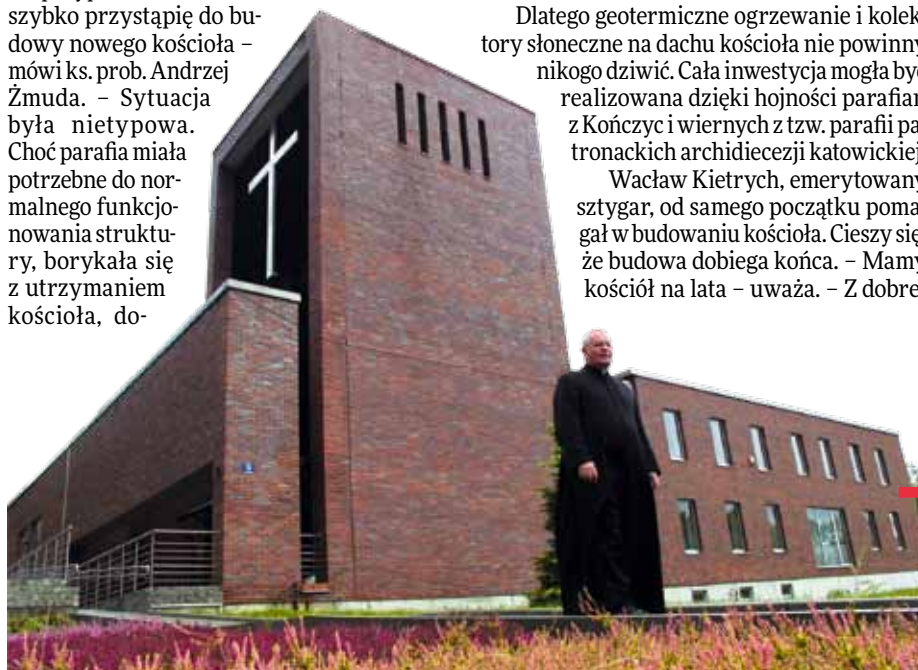 szybko przystąpię do bu-
dowy nowego kościoła –
mówi ks. prob. Andrzej
Żmuda. – Sytuacja
była nietypowa.
Choć parafia miała
potrzebne do nor-
malnego funkcjo-
nowania struktu-
ry, borykała się
z utrzymaniem
kościoła, do-
Dlatego geotermiczne ogrzewanie i kolek
tory słoneczne na dachu kościoła nie powinny
nikogo dziwić. Cała inwestycja mogła być
realizowana dzięki hojności parafian
z Kończyc i wiernych z tzw. parafii pa
tronackich archidiecezji katowickiej
Wacław Kietrych, emerytowany
sztygar, od samego początku poma
gał w budowaniu kościoła. Cieszy się
że budowa dobiega końca. – Mamy
kościół na lata – uważa. – Z dobre